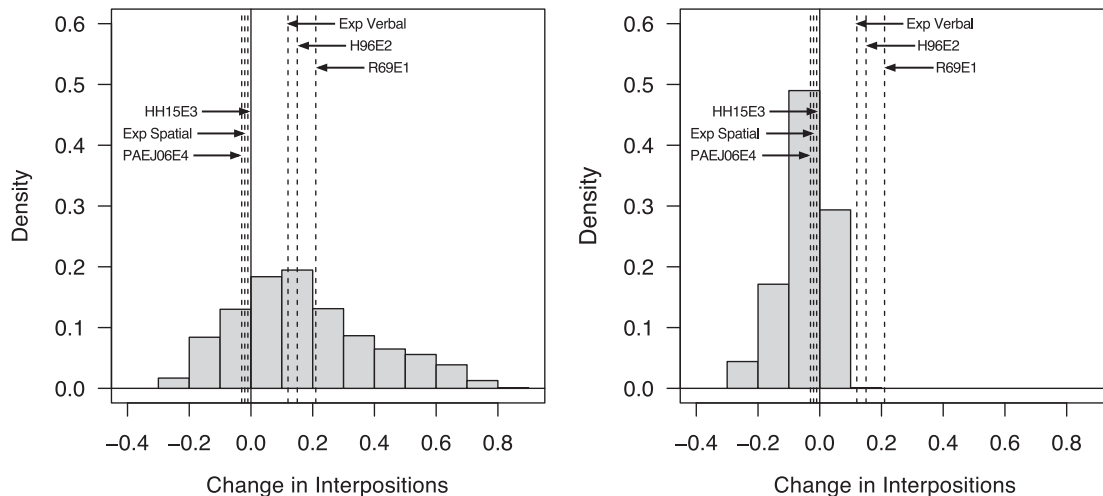 0.6
0.5
0.4
0.3
0.2
0.1
0.0
Density
Exp Verbal
H96E2
R69E1
HH15E3
Exp Spatial
PAEJ06E4
−0.4 −0.2 0.0 0.2 0.4 0.6 0.8
Change in Interpositions
0.6
0.5
0.4
0.3
0.2
0.1
0.0
Density
Exp Verbal
H96E2
R69E1
HH15E3
Exp Spatial
PAEJ06E4
−0.4 −0.2 0.0 0.2 0.4 0.6 0.8
Change in Interpositions